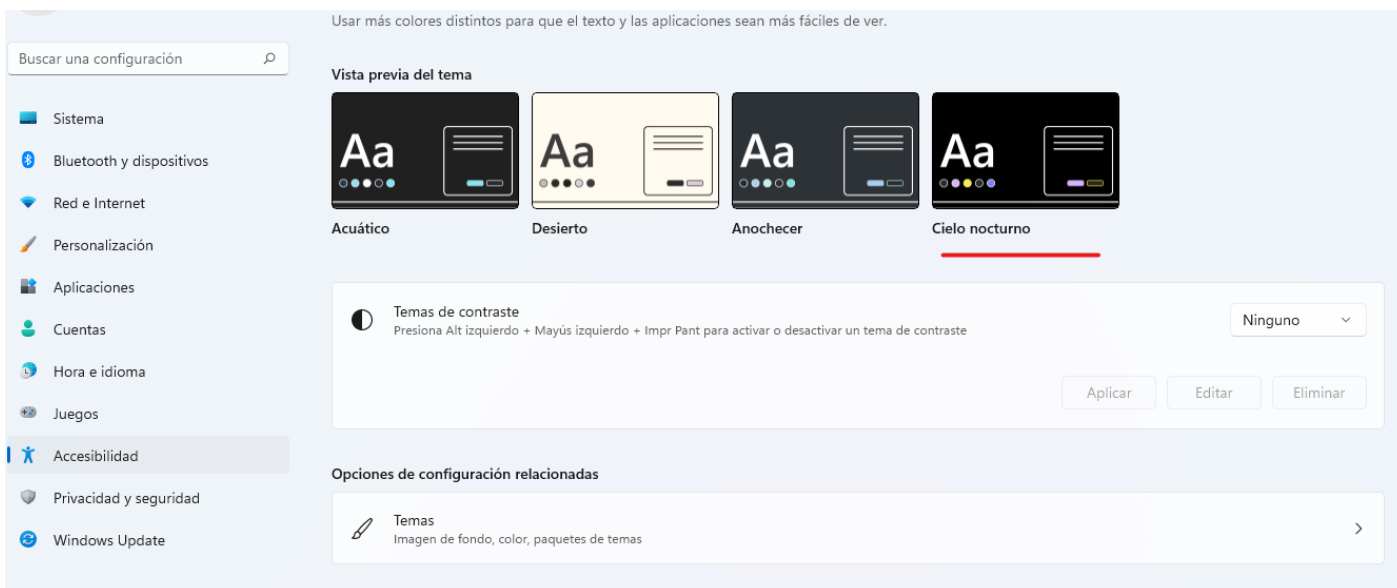 Usar más colores distintos para que el texto y las aplicaciones sean más fáciles de ver.
Buscar una configuración
Sistema
Bluetooth y dispositivos
Red e Internet
Personalización
Aplicaciones
Cuentas
Hora e idioma
Juegos
Accesibilidad
Privacidad y seguridad
Windows Update
Vista previa del tema
Aa Aa Aa Aa
Acuático Desierto Anochecer Cielo nocturno
Temas de contraste
Presiona Alt izquierdo + Mayús izquierdo + Impr Pant para activar o desactivar un tema de contraste
Ninguno
Aplicar Editar Eliminar
Opciones de configuración relacionadas
Temas
Imagen de fondo, color, paquetes de temas